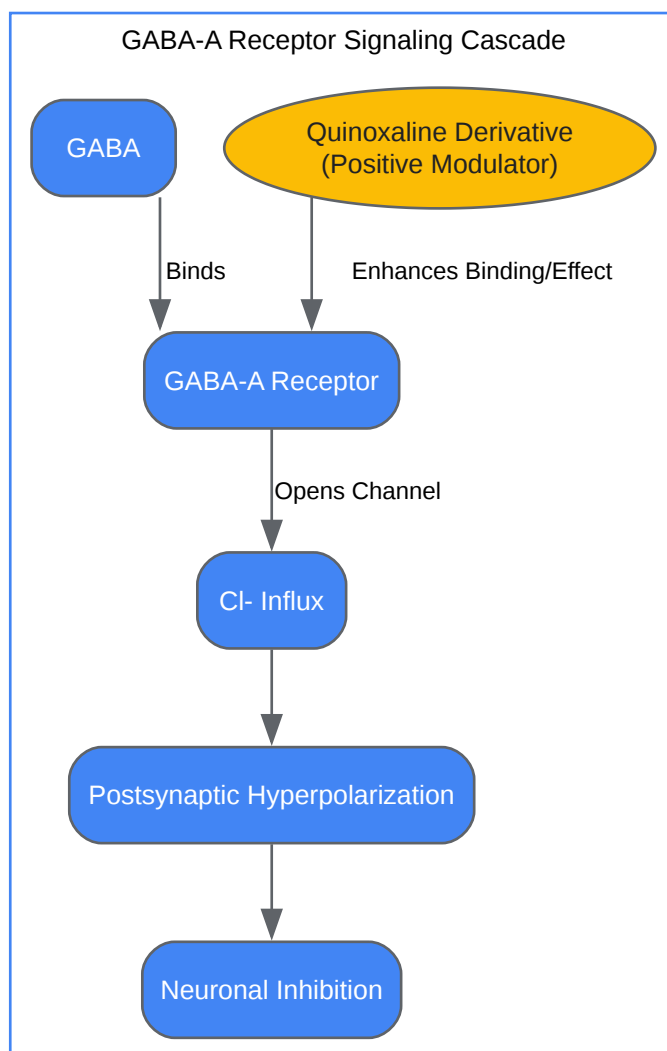 GABA-A Receptor Signaling Cascade
GABA
Quinoxaline Derivative
(Positive Modulator)
Binds
Enhances Binding/Effect
GABA-A Receptor
Opens Channel
Cl- Influx
Postsynaptic Hyperpolarization
Neuronal Inhibition